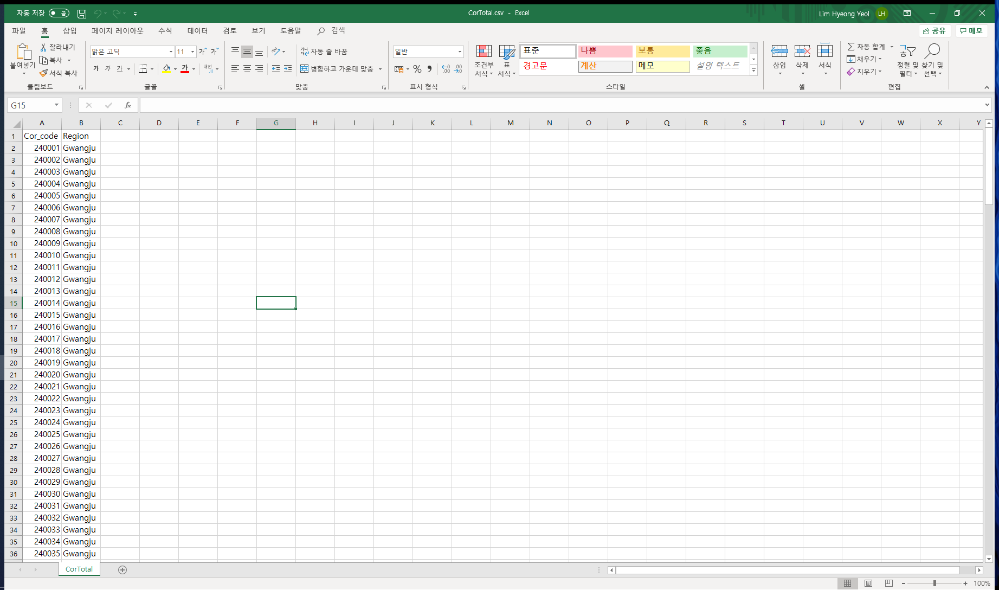 자동 저장 끔 CorTotal.csv - Excel Lim Hyeong Yeol LH
파일 홈 삽입 페이지 레이아웃 수식 데이터 검토 보기 도움말 검색 공유 메모
붙여넣기 잘라내기 복사 서식 복사 클립보드
맑은 고딕 11 가 가
가 가 가 가 내천 글꼴
자동 줄 바꿈
병합하고 가운데 맞춤 맞춤
일반
% 표시 형식
조건부 서식 표 서식
표준 나쁨 보통 좋음
경고문 계산 메모 설명 텍스트
스타일
삽입 삭제 서식 셀
자동 합계 채우기 지우기 정렬 및 필터 찾기 및 선택 편집
G15 fx
A B C D E F G H I J K L M N O P Q R S T U V W X Y
1 Cor_code Region
2 240001 Gwangju
3 240002 Gwangju
4 240003 Gwangju
5 240004 Gwangju
6 240005 Gwangju
7 240006 Gwangju
8 240007 Gwangju
9 240008 Gwangju
10 240009 Gwangju
11 240010 Gwangju
12 240011 Gwangju
13 240012 Gwangju
14 240013 Gwangju
15 240014 Gwangju
16 240015 Gwangju
17 240016 Gwangju
18 240017 Gwangju
19 240018 Gwangju
20 240019 Gwangju
21 240020 Gwangju
22 240021 Gwangju
23 240022 Gwangju
24 240023 Gwangju
25 240024 Gwangju
26 240025 Gwangju
27 240026 Gwangju
28 240027 Gwangju
29 240028 Gwangju
30 240029 Gwangju
31 240030 Gwangju
32 240031 Gwangju
33 240032 Gwangju
34 240033 Gwangju
35 240034 Gwangju
36 240035 Gwangju
CorTotal
100%